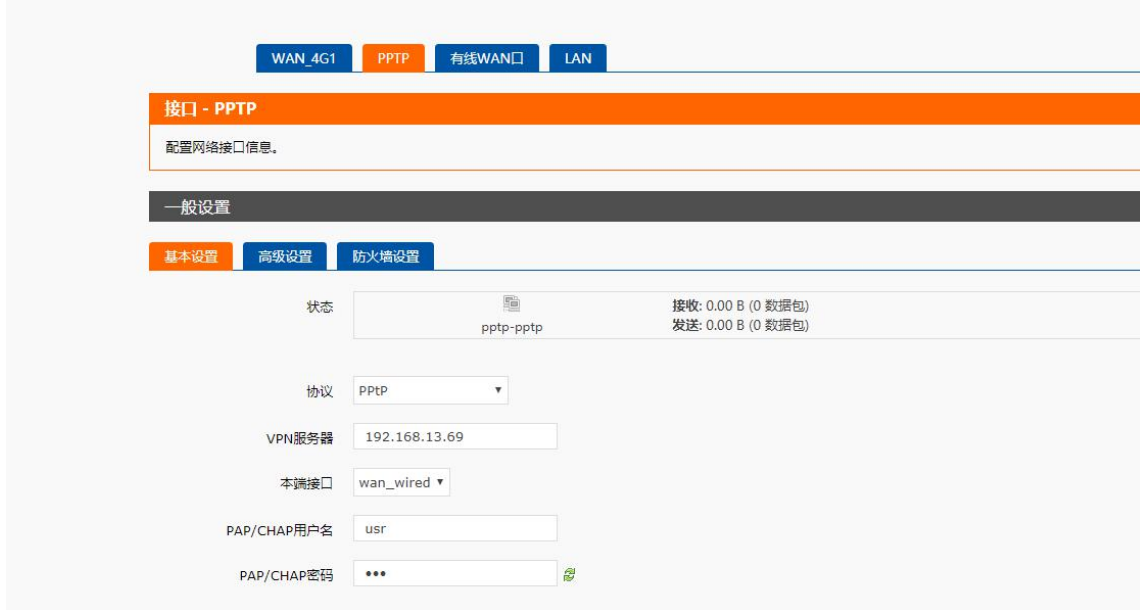 WAN_4G1 PPTP 有线WAN口 LAN
接口 - PPTP
配置网络接口信息。
一般设置
基本设置 高级设置 防火墙设置
状态 接收: 0.00 B (0 数据包)
pptp-pptp 发送: 0.00 B (0 数据包)
协议 PPtP
VPN服务器 192.168.13.69
本端接口 wan_wired
PAP/CHAP用户名 usr
PAP/CHAP密码 •••